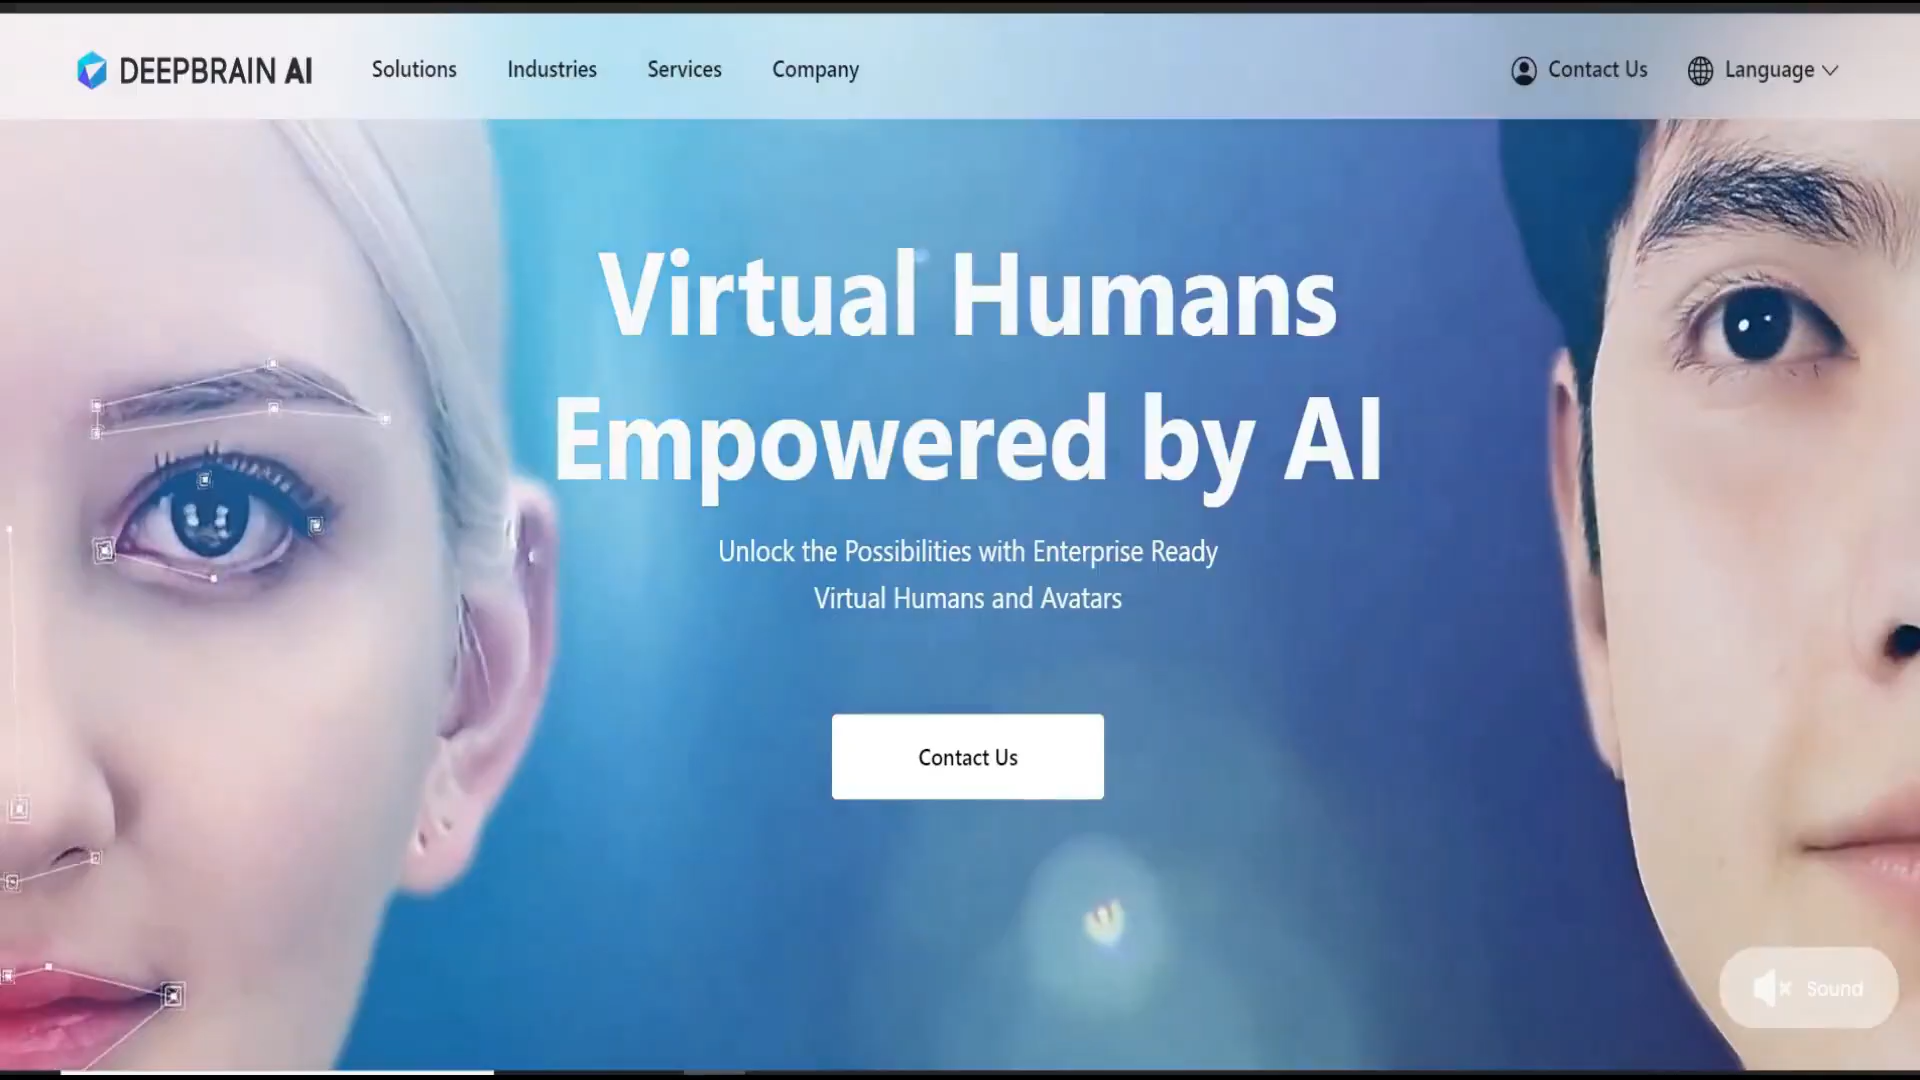 DEEPBRAIN AI
Solutions
Industries
Services
Company
Contact Us
Language
Virtual Humans
Empowered by AI
Unlock the Possibilities with Enterprise Ready
Virtual Humans and Avatars
Contact Us
Sound